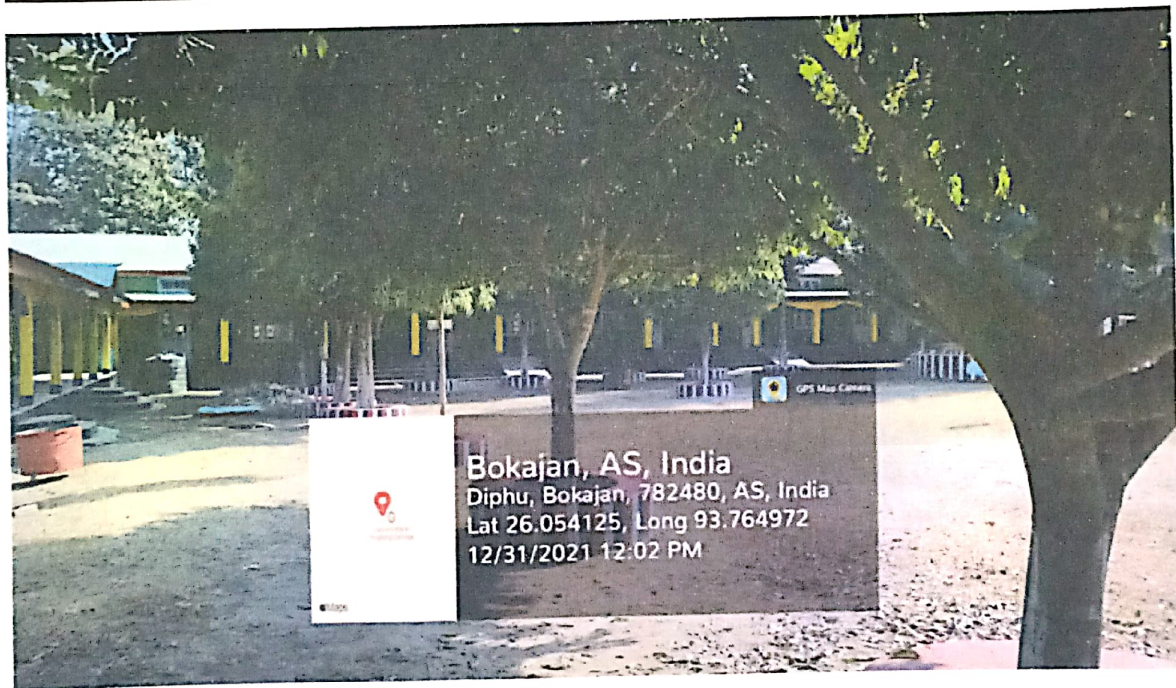 GPS Map Camera
Bokajan, AS, India
Diphu, Bokajan, 782480, AS, India
Lat 26.054125, Long 93.764972
12/31/2021 12:02 PM